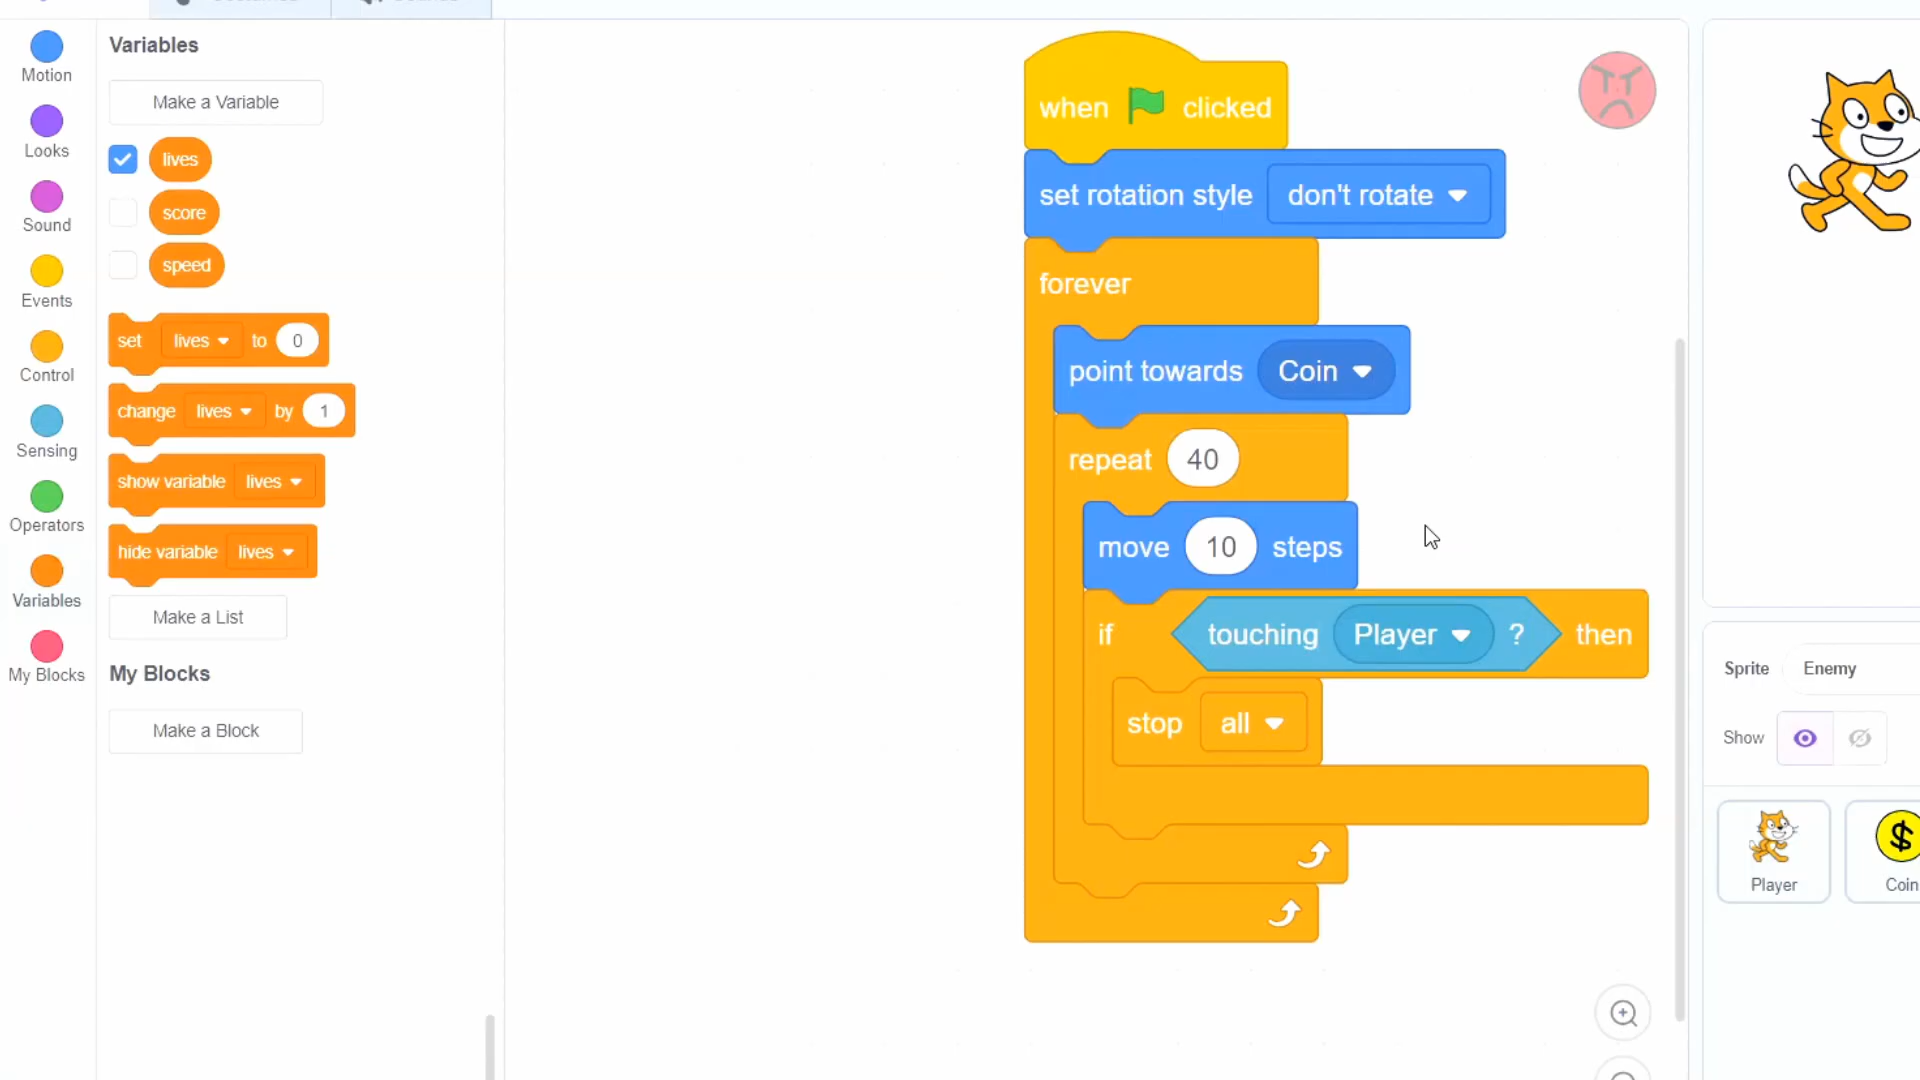 Motion
Looks
Sound
Events
Control
Sensing
Operators
Variables
My Blocks
Variables
Make a Variable
lives
score
speed
set lives to 0
change lives by 1
show variable lives
hide variable lives
Make a List
My Blocks
Make a Block
when clicked
set rotation style don't rotate
forever
point towards Coin
repeat 40
move 10 steps
if touching Player ? then
stop all
Sprite Enemy
Show
$
Player
Coin